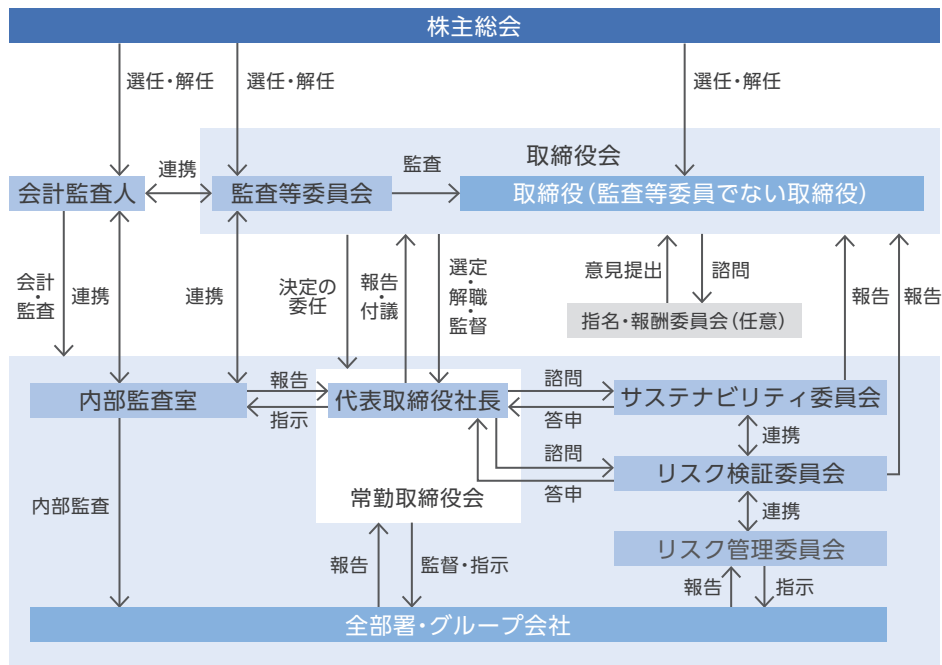 株主総会
選任・解任
選任・解任
選任・解任
取締役会
会計監査人
連携
監査等委員会
監査
取締役（監査等委員でない取締役）
会計・
監査
連携
連携
決定の
委任
報告・
付議
選定・
解職・
監督
意見提出
諮問
指名・報酬委員会（任意）
報告
報告
内部監査室
報告
指示
代表取締役社長
諮問
答申
サステナビリティ委員会
連携
諮問
答申
リスク検証委員会
常勤取締役会
連携
リスク管理委員会
内部監査
報告
監督・指示
報告
指示
全部署・グループ会社